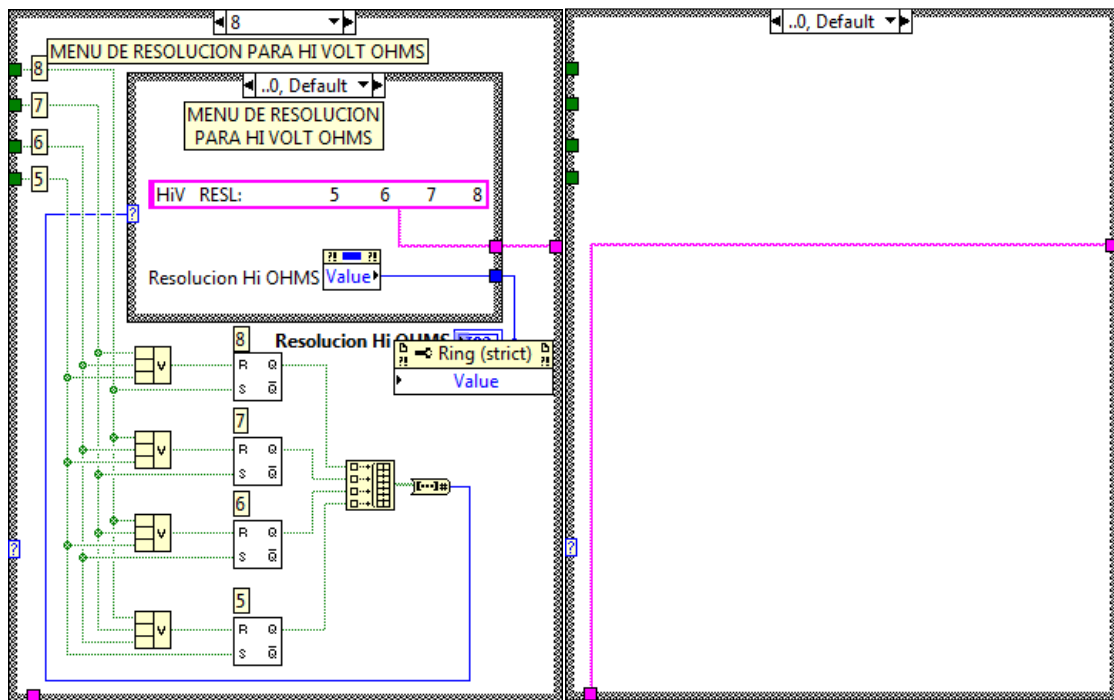 8
MENU DE RESOLUCION PARA HI VOLT OHMS
8
7
6
5
..0, Default
MENU DE RESOLUCION
PARA HI VOLT OHMS
HiV RESL: 5 6 7 8
?
Resolucion Hi OHMS
Value
Resolucion Hi OHMS
Ring (strict)
Value
8
V
R Q
S Q̅
7
V
R Q
S Q̅
6
V
R Q
S Q̅
5
V
R Q
S Q̅
[...]#
?
..0, Default
?